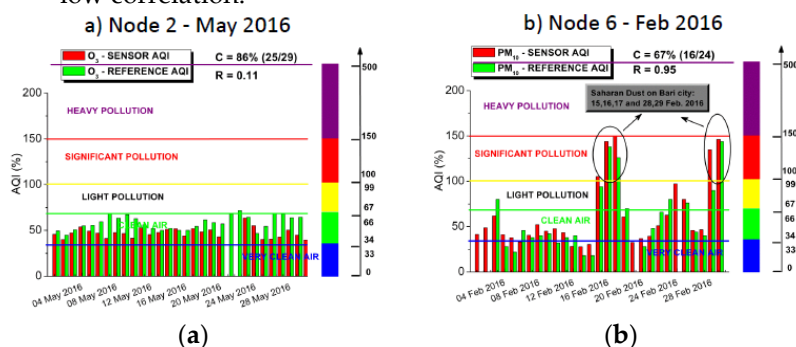 low correlation.
a) Node 2 - May 2016
O3 - SENSOR AQI
O3 - REFERENCE AQI
C = 86% (25/29)
R = 0.11
HEAVY POLLUTION
SIGNIFICANT POLLUTION
LIGHT POLLUTION
CLEAN AIR
VERY CLEAN AIR
AQI (%)
200
150
100
50
0
500
150
100
99
67
66
34
33
0
04 May 2016
08 May 2016
12 May 2016
16 May 2016
20 May 2016
24 May 2016
28 May 2016
(a)
b) Node 6 - Feb 2016
PM10 - SENSOR AQI
PM10 - REFERENCE AQI
C = 67% (16/24)
R = 0.95
Saharan Dust on Bari city:
15,16,17 and 28,29 Feb. 2016
HEAVY POLLUTION
SIGNIFICANT POLLUTION
LIGHT POLLUTION
CLEAN AIR
VERY CLEAN AIR
AQI (%)
200
150
100
50
0
500
150
100
99
67
66
34
33
0
04 Feb 2016
08 Feb 2016
12 Feb 2016
16 Feb 2016
20 Feb 2016
24 Feb 2016
28 Feb 2016
(b)